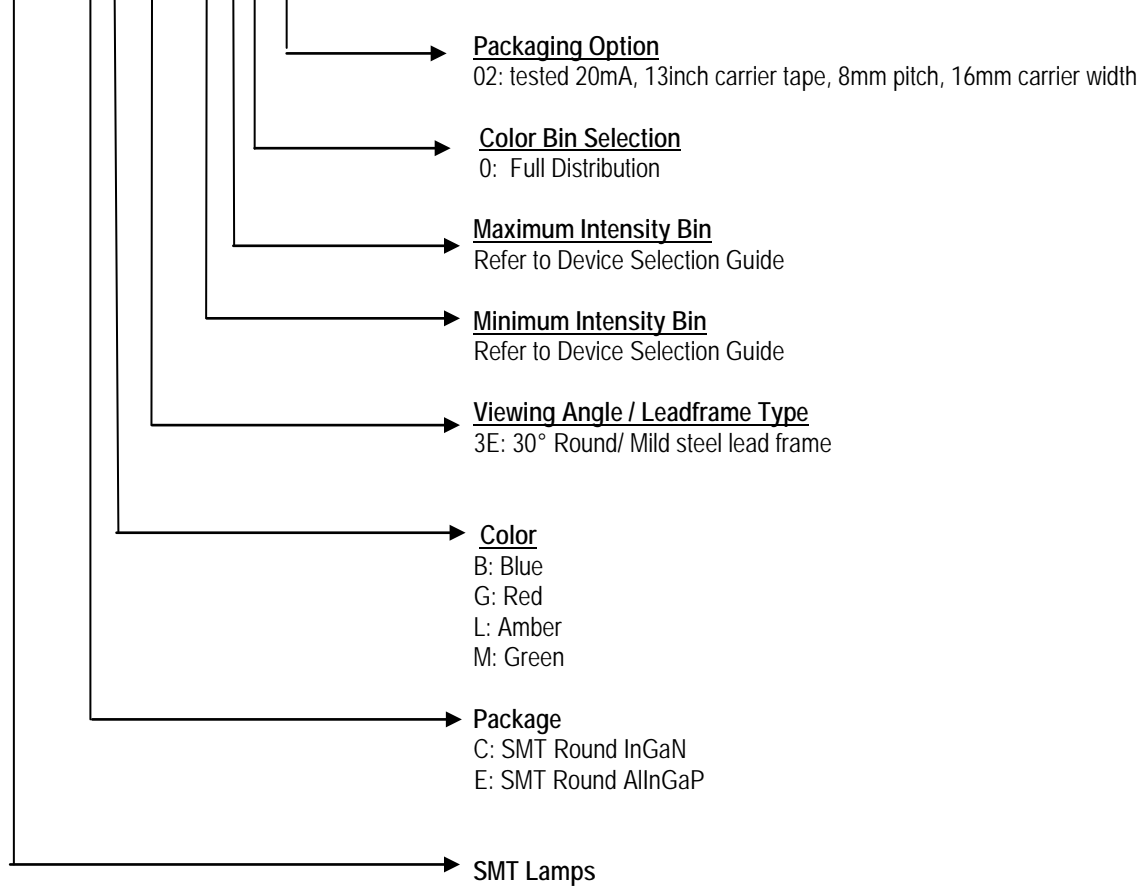 Packaging Option
02: tested 20mA, 13inch carrier tape, 8mm pitch, 16mm carrier width
Color Bin Selection
0: Full Distribution
Maximum Intensity Bin
Refer to Device Selection Guide
Minimum Intensity Bin
Refer to Device Selection Guide
Viewing Angle / Leadframe Type
3E: 30° Round/ Mild steel lead frame
Color
B: Blue
G: Red
L: Amber
M: Green
Package
C: SMT Round InGaN
E: SMT Round AlInGaP
SMT Lamps